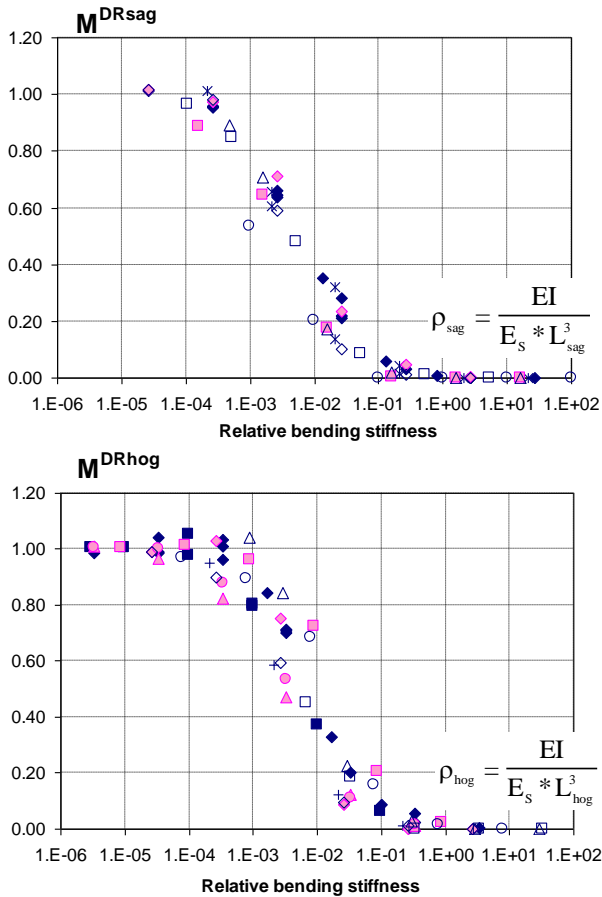 M^DRsag
1.20
1.00
0.80
0.60
0.40
0.20
0.00
ρ_sag = EI / (E_S * L³_sag)
1.E-06 1.E-05 1.E-04 1.E-03 1.E-02 1.E-01 1.E+00 1.E+01 1.E+02
Relative bending stiffness
M^DRhog
1.20
1.00
0.80
0.60
0.40
0.20
0.00
ρ_hog = EI / (E_S * L³_hog)
1.E-06 1.E-05 1.E-04 1.E-03 1.E-02 1.E-01 1.E+00 1.E+01 1.E+02
Relative bending stiffness